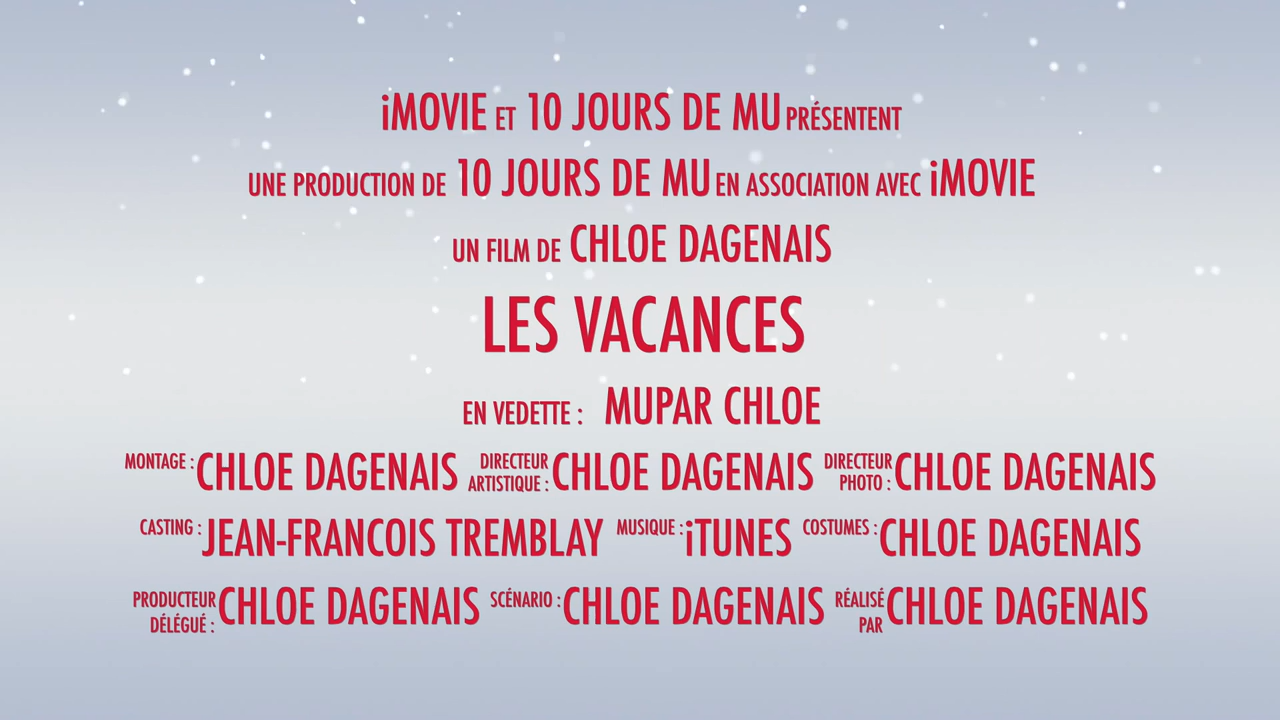 iMOVIE ET 10 JOURS DE MU PRÉSENTENT
UNE PRODUCTION DE 10 JOURS DE MU EN ASSOCIATION AVEC iMOVIE
UN FILM DE CHLOE DAGENAIS
LES VACANCES
EN VEDETTE : MUPAR CHLOE
MONTAGE : CHLOE DAGENAIS DIRECTEUR ARTISTIQUE : CHLOE DAGENAIS DIRECTEUR PHOTO : CHLOE DAGENAIS
CASTING : JEAN-FRANCOIS TREMBLAY MUSIQUE : iTUNES COSTUMES : CHLOE DAGENAIS
PRODUCTEUR DÉLÉGUÉ : CHLOE DAGENAIS SCÉNARIO : CHLOE DAGENAIS RÉALISÉ PAR CHLOE DAGENAIS